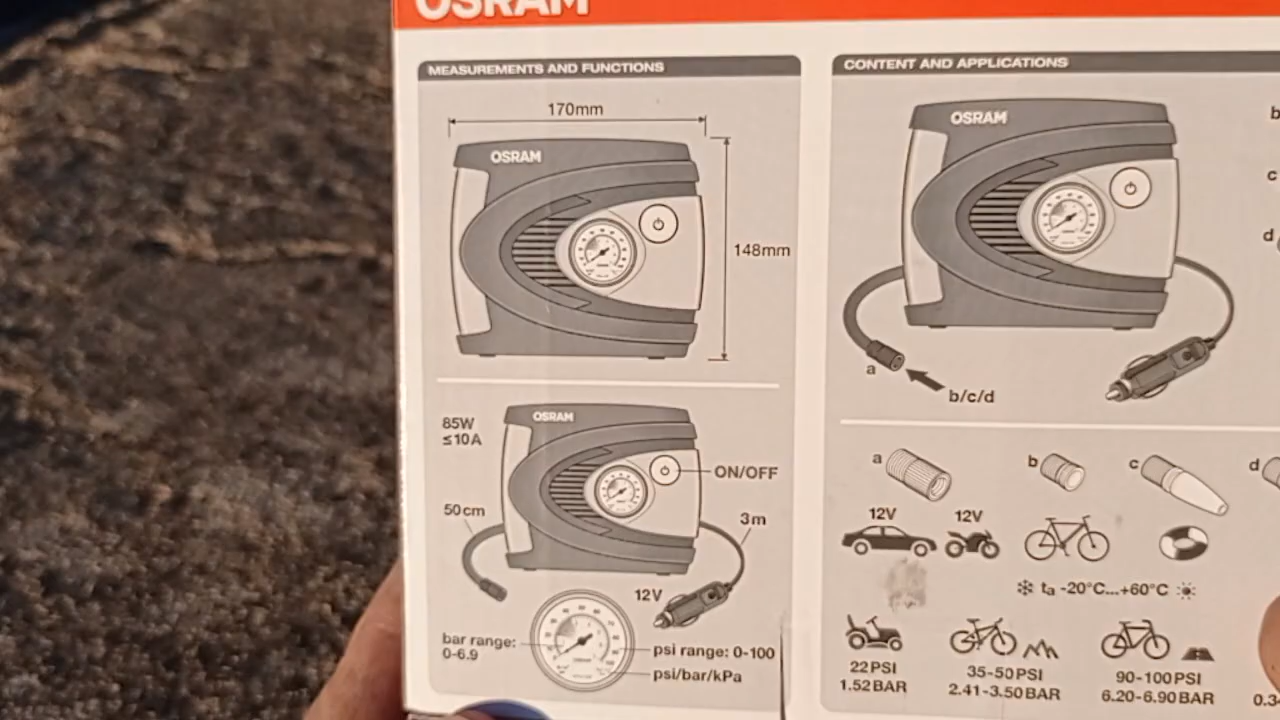 OSRAM
MEASUREMENTS AND FUNCTIONS
170mm
OSRAM
148mm
85W
≤10A
OSRAM
ON/OFF
50cm
3m
12V
bar range:
0-6.9
psi range: 0-100
psi/bar/kPa
CONTENT AND APPLICATIONS
OSRAM
b
c
d
a
b/c/d
a
b
c
d
12V
12V
ta -20°C...+60°C
22PSI
1.52BAR
35-50PSI
2.41-3.50BAR
90-100PSI
6.20-6.90BAR